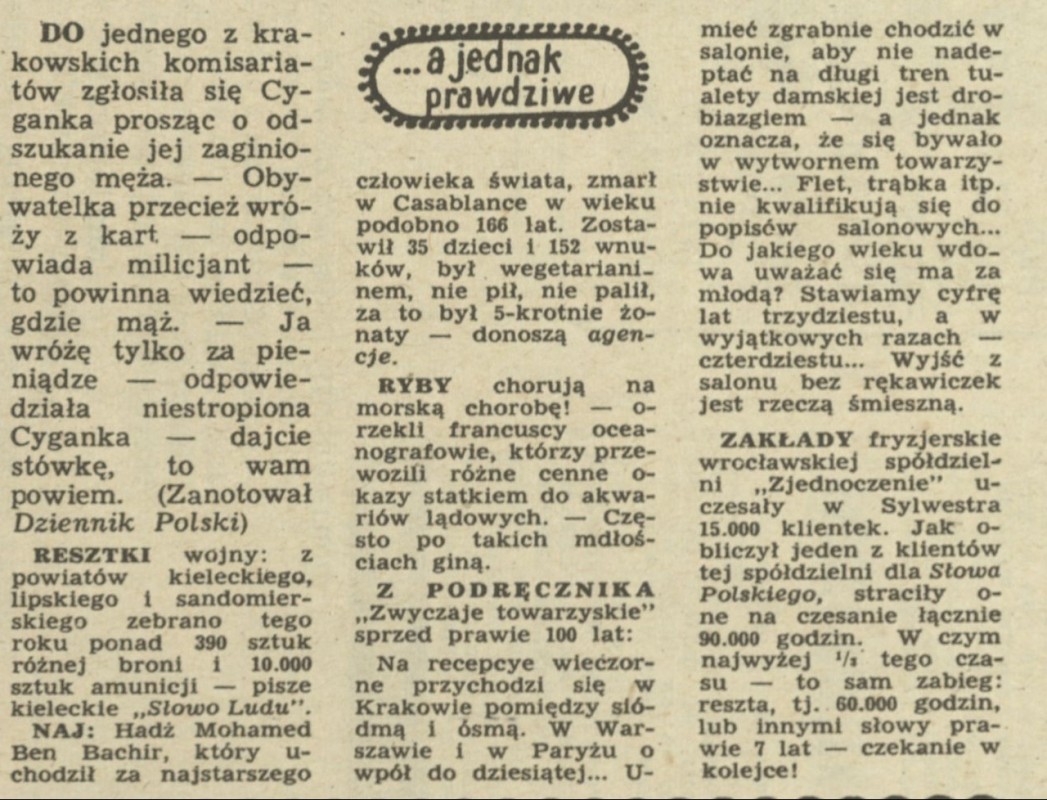 DO jednego z kra-
kowskich komisaria-
tów zgłosiła się Cy-
ganka prosząc o od-
szukanie jej zaginio-
nego męża. — Oby-
watelka przecież wró-
ży z kart — odpo-
wiada milicjant —
to powinna wiedzieć,
gdzie mąż. — Ja
wróżę tylko za pie-
niądze — odpowie-
działa niestropiona
Cyganka — dajcie
stówkę, to wam
powiem. (Zanotował
Dziennik Polski)
RESZTKI wojny: z
powiatów kieleckiego,
lipskiego i sandomier-
skiego zebrano tego
roku ponad 390 sztuk
różnej broni i 10.000
sztuk amunicji — pisze
kieleckie „Słowo Ludu".
NAJ: Hadż Mohamed
Ben Bachir, który u-
chodził za najstarszego
...a jednak
prawdziwe
człowieka świata, zmarł
w Casablance w wieku
podobno 166 lat. Zosta-
wił 35 dzieci i 152 wnu-
ków, był wegetariani-
nem, nie pił, nie palił,
za to był 5-krotnie żo-
naty — donoszą agen-
cje.
RYBY chorują na
morską chorobę! — o-
rzekli francuscy ocea-
nografowie, którzy prze-
wozili różne cenne o-
kazy statkiem do akwa-
riów lądowych. — Czę-
sto po takich mdłoś-
ciach giną.
Z PODRĘCZNIKA
„Zwyczaje towarzyskie"
sprzed prawie 100 lat:
Na recepcye wieczor-
ne przychodzi się w
Krakowie pomiędzy siód-
mą i ósmą. W War-
szawie i w Paryżu o
wpół do dziesiątej... U-
mieć zgrabnie chodzić w
salonie, aby nie nade-
ptać na długi tren tu-
alety damskiej jest dro-
biazgiem — a jednak
oznacza, że się bywało
w wytwornem towarzy-
stwie... Flet, trąbka itp.
nie kwalifikują się do
popisów salonowych...
Do jakiego wieku wdo-
wa uważać się ma za
młodą? Stawiamy cyfrę
lat trzydziestu, a w
wyjątkowych razach —
czterdziestu... Wyjść z
salonu bez rękawiczek
jest rzeczą śmieszną.
ZAKŁADY fryzjerskie
wrocławskiej spółdziel-
ni „Zjednoczenie" u-
czesały w Sylwestra
15.000 klientek. Jak o-
bliczył jeden z klientów
tej spółdzielni dla Słowa
Polskiego, straciły o-
ne na czesanie łącznie
90.000 godzin. W czym
najwyżej 1/3 tego cza-
su — to sam zabieg:
reszta, tj. 60.000 godzin,
lub innymi słowy pra-
wie 7 lat — czekanie w
kolejce!